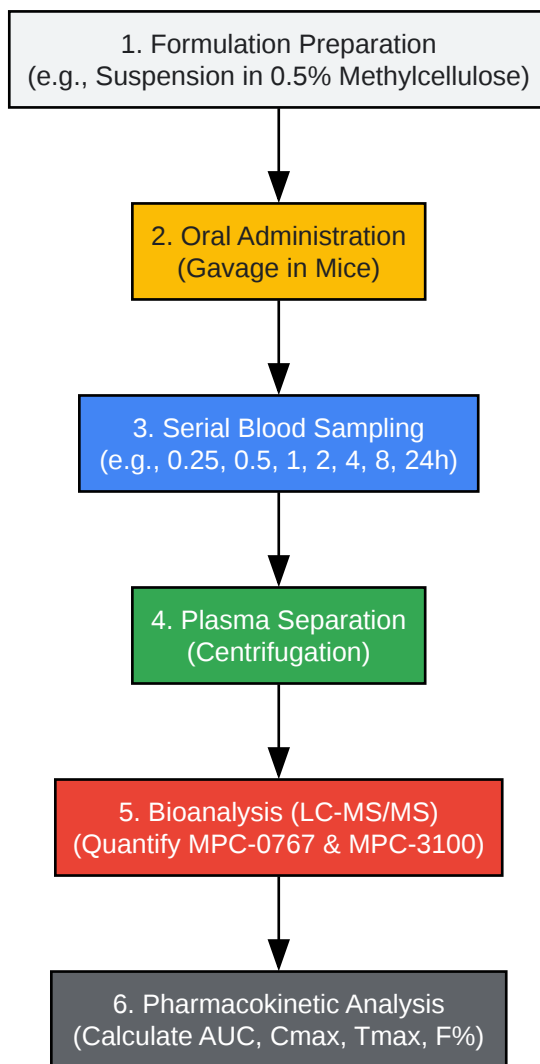 1. Formulation Preparation
(e.g., Suspension in 0.5% Methylcellulose)
2. Oral Administration
(Gavage in Mice)
3. Serial Blood Sampling
(e.g., 0.25, 0.5, 1, 2, 4, 8, 24h)
4. Plasma Separation
(Centrifugation)
5. Bioanalysis (LC-MS/MS)
(Quantify MPC-0767 & MPC-3100)
6. Pharmacokinetic Analysis
(Calculate AUC, Cmax, Tmax, F%)